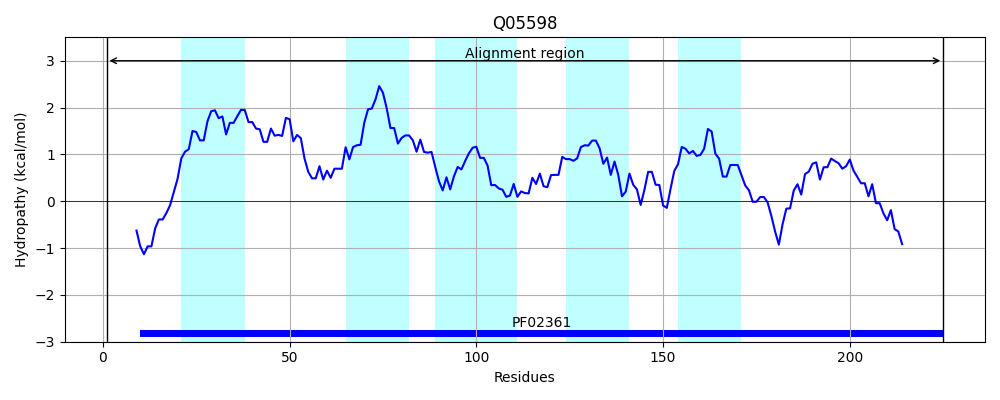 Q05598
Alignment region
3
2
1
0
−1
−2
−3
Hydropathy (kcal/mol)
PF02361
0 50 100 150 200
Residues